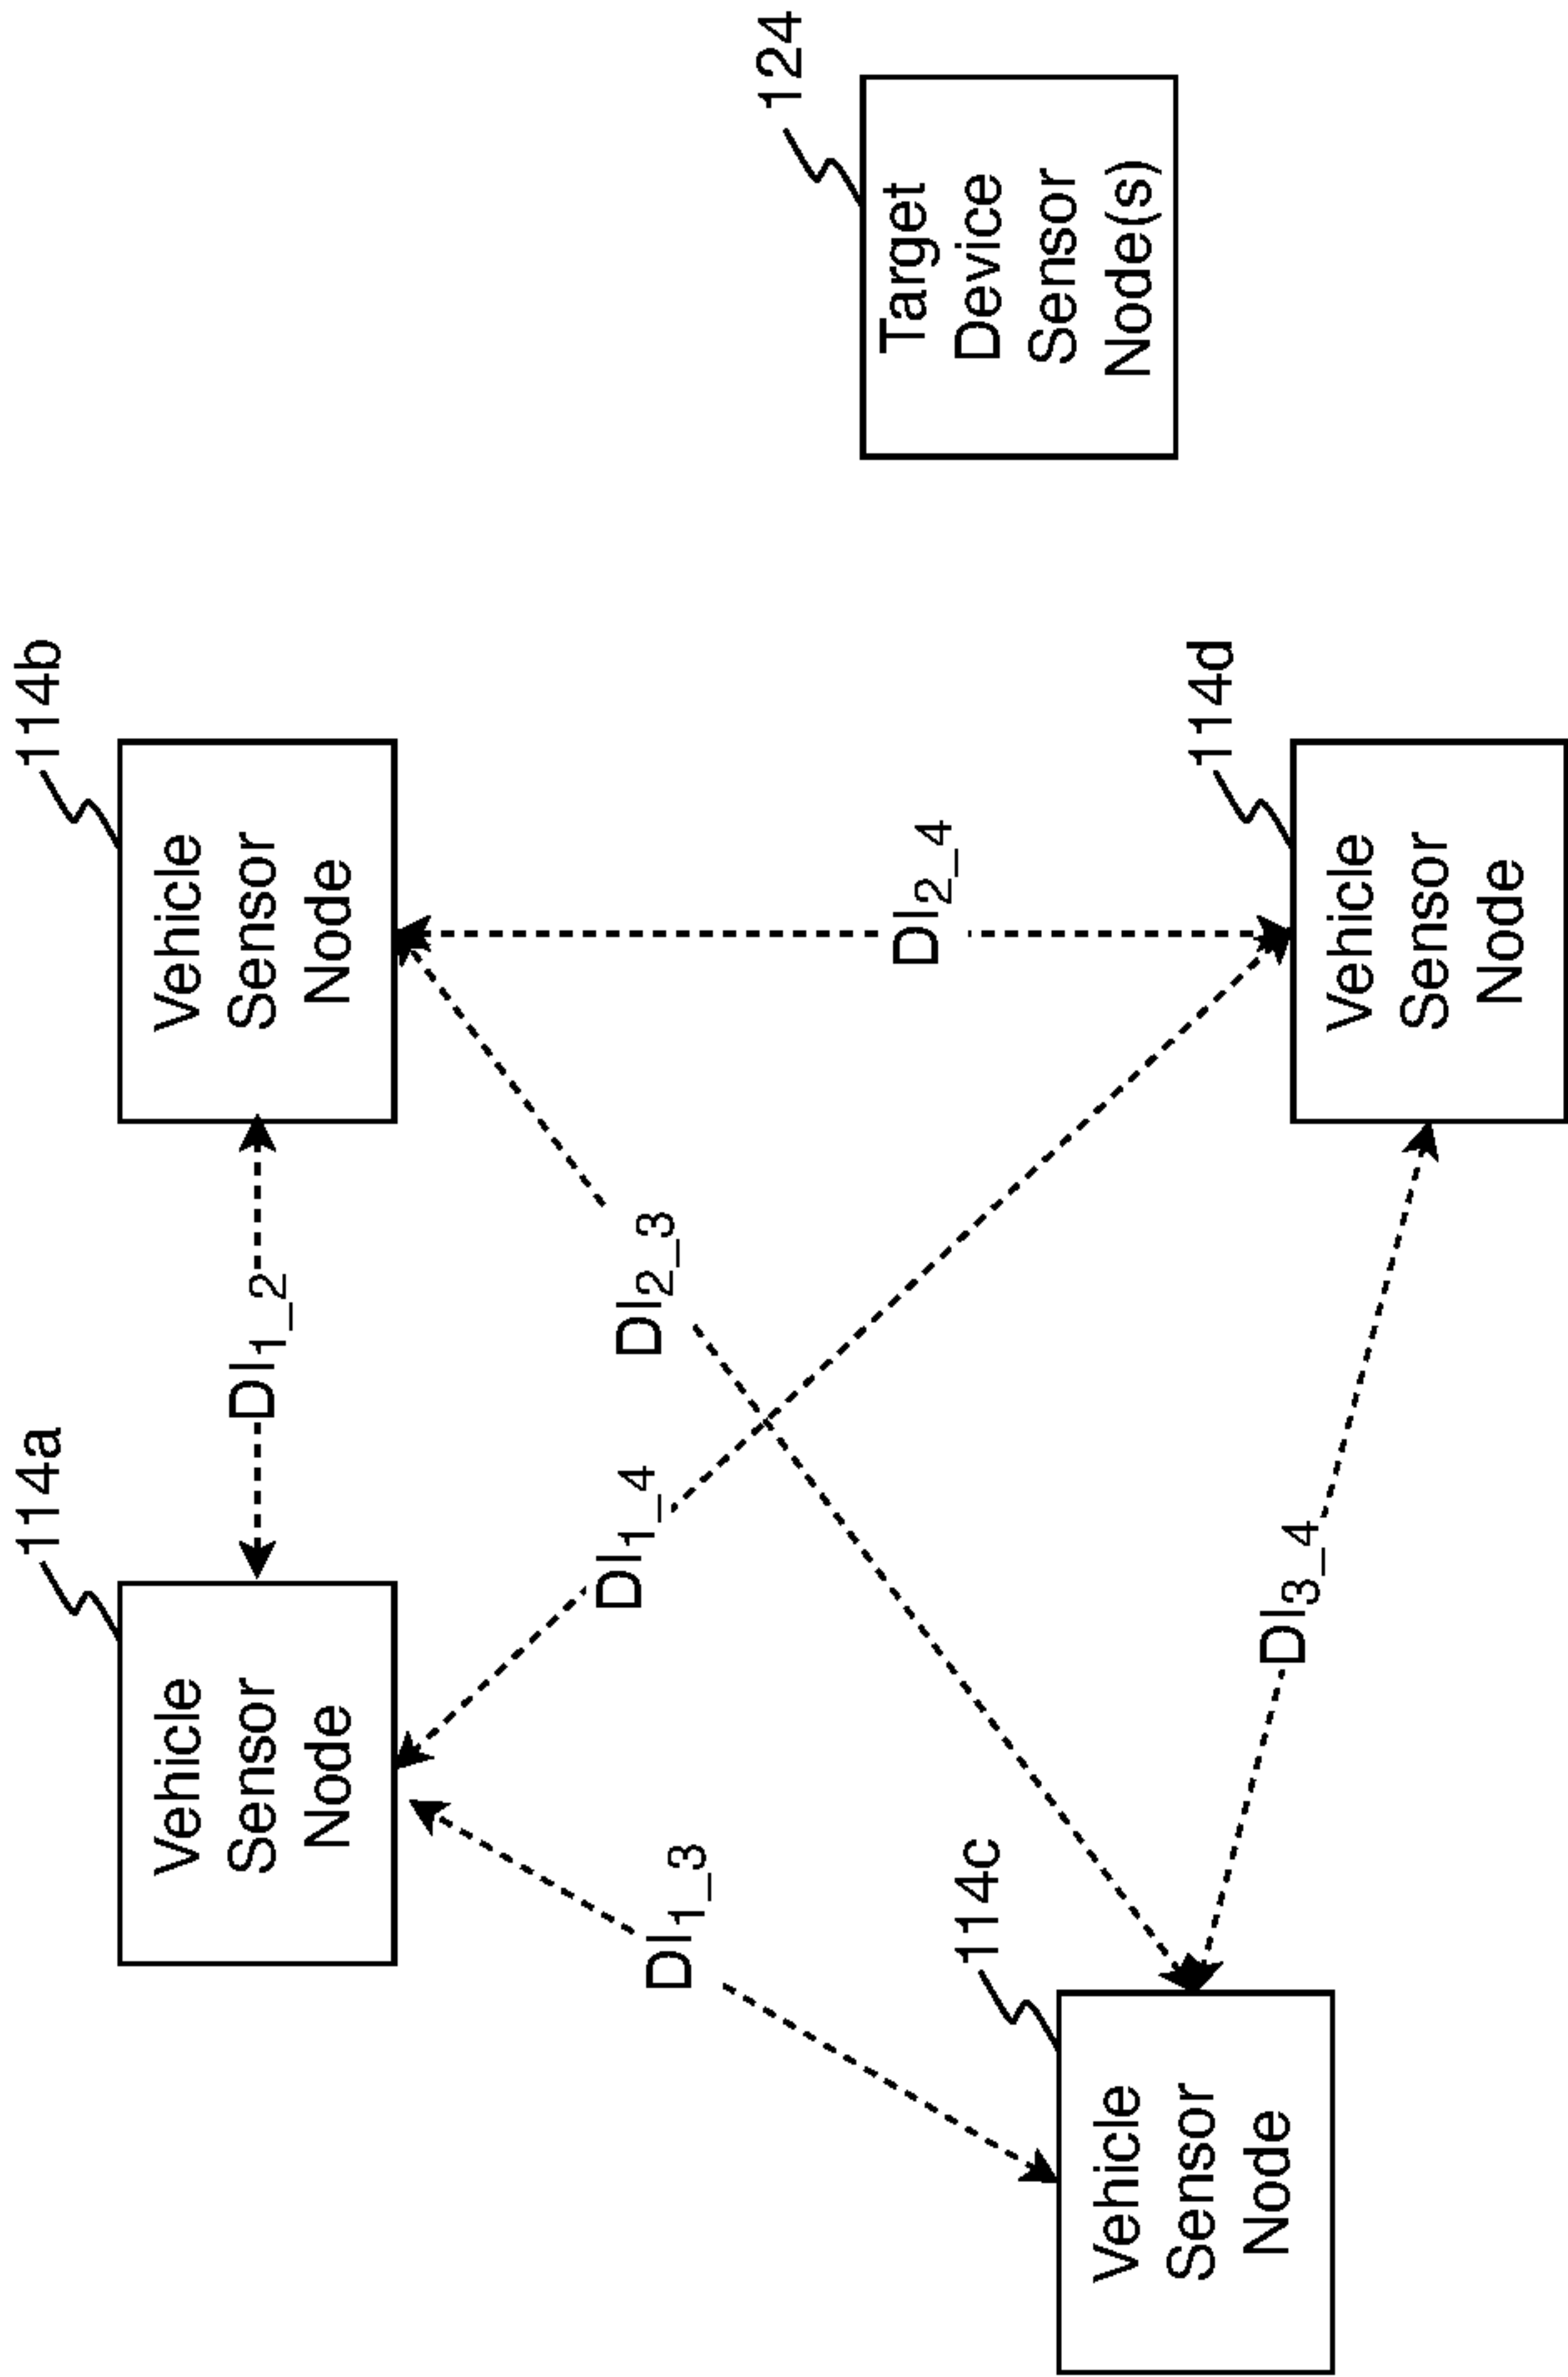 114a
Vehicle
Sensor
Node
DI1_2
114b
Vehicle
Sensor
Node
124
Target
Device
Sensor
Node(s)
DI1_3
DI1_4
DI2_3
DI2_4
114c
Vehicle
Sensor
Node
DI3_4
114d
Vehicle
Sensor
Node